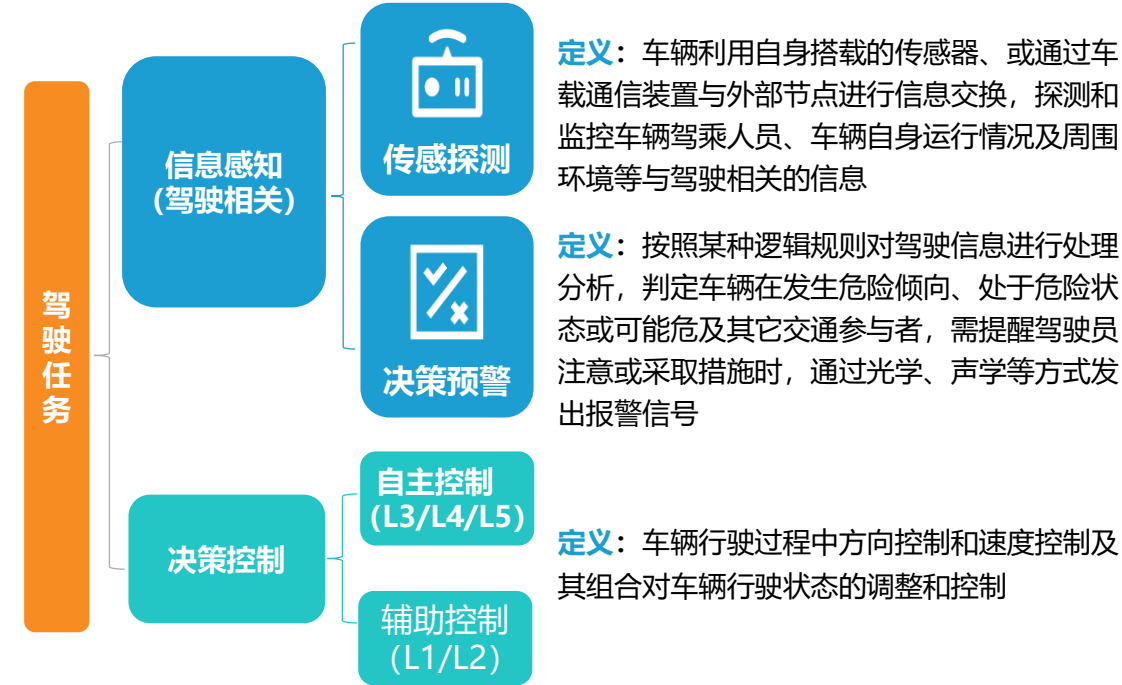 驾
驶
任
务
信息感知
(驾驶相关)
传感探测
定义：车辆利用自身搭载的传感器、或通过车
载通信装置与外部节点进行信息交换，探测和
监控车辆驾乘人员、车辆自身运行情况及周围
环境等与驾驶相关的信息
决策预警
定义：按照某种逻辑规则对驾驶信息进行处理
分析，判定车辆在发生危险倾向、处于危险状
态或可能危及其它交通参与者，需提醒驾驶员
注意或采取措施时，通过光学、声学等方式发
出报警信号
决策控制
自主控制
(L3/L4/L5)
辅助控制
（L1/L2）
定义：车辆行驶过程中方向控制和速度控制及
其组合对车辆行驶状态的调整和控制